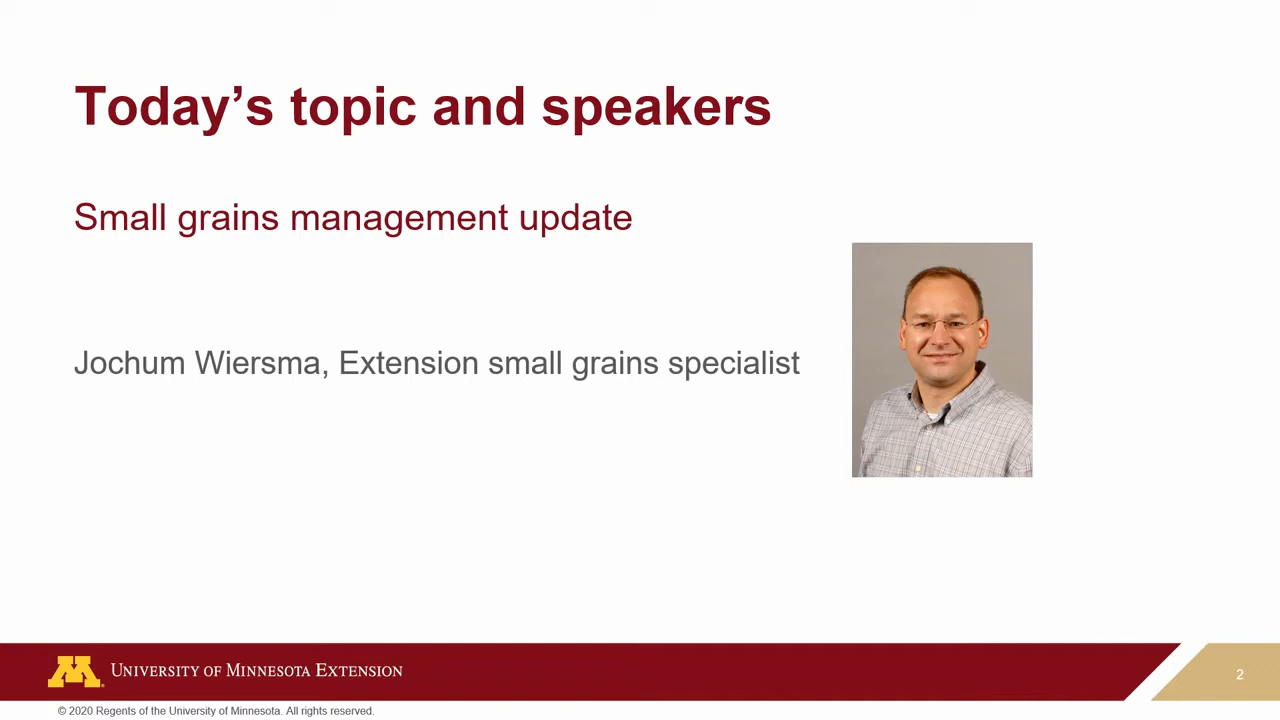 Today’s topic and speakers
Small grains management update
Jochum Wiersma, Extension small grains specialist
M
UNIVERSITY OF MINNESOTA EXTENSION
2
© 2020 Regents of the University of Minnesota. All rights reserved.